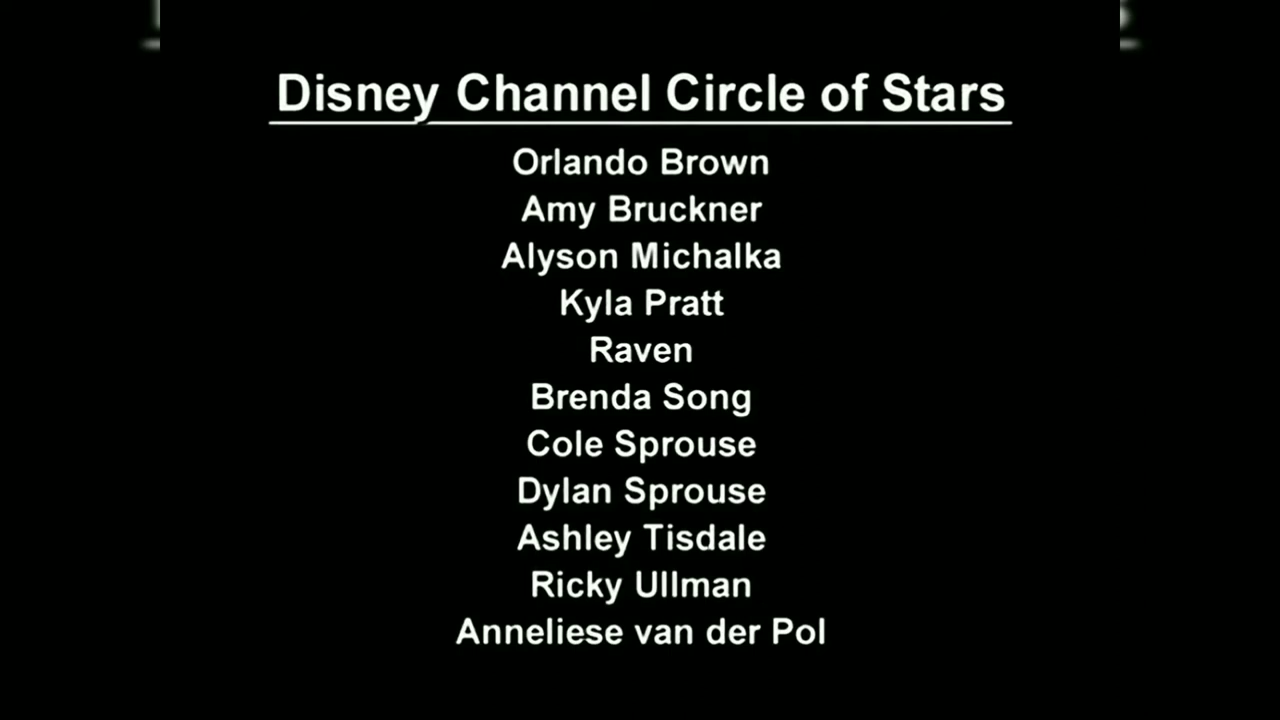 Disney Channel Circle of Stars
Orlando Brown
Amy Bruckner
Alyson Michalka
Kyla Pratt
Raven
Brenda Song
Cole Sprouse
Dylan Sprouse
Ashley Tisdale
Ricky Ullman
Anneliese van der Pol